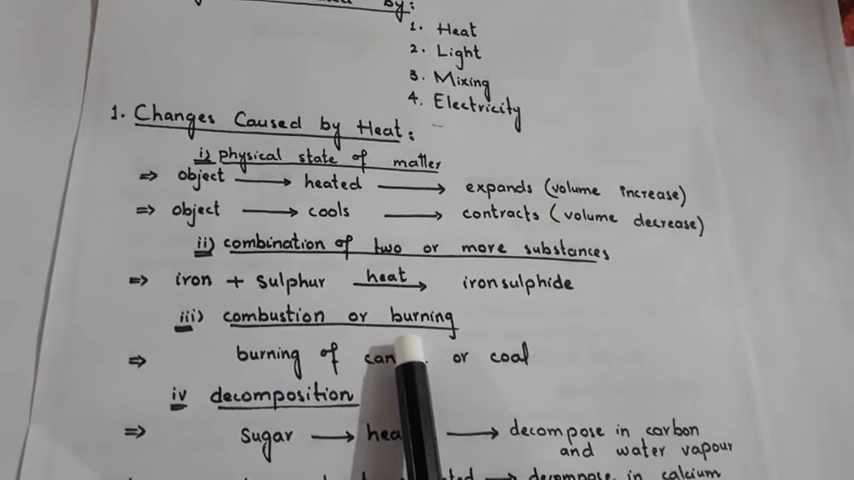 by:
1. Heat
2. Light
3. Mixing
4. Electricity
1. Changes Caused by Heat:
i) physical state of matter
⇒ object ⟶ heated ⟶ expands (volume increase)
⇒ object ⟶ cools ⟶ contracts (volume decrease)
ii) combination of two or more substances
⇒ iron + sulphur heat ⟶ ironsulphide
iii) combustion or burning
⇒ burning of or coal
iv decomposition
⇒ sugar ⟶ ⟶ decompose in carbon
and water vapour
⟶ decompose in calcium